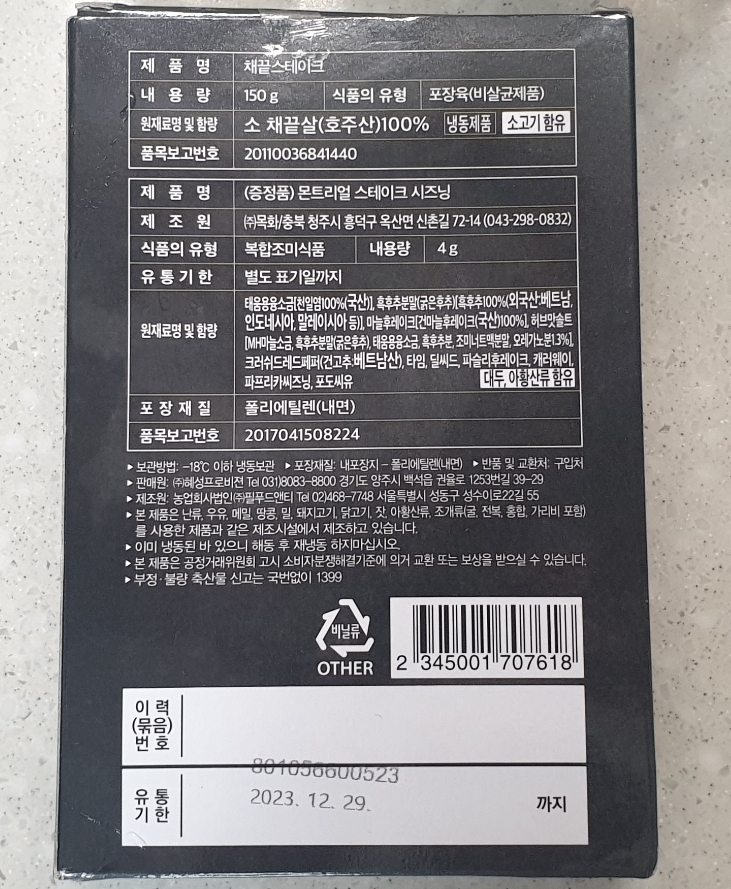 제 품 명 채끝스테이크
내 용 량 150 g 식품의 유형 포장육(비살균제품)
원재료명 및 함량 소 채끝살(호주산)100% 냉동제품 소고기 함유
품목보고번호 20110036841440
제 품 명 (증정품) 몬트리얼 스테이크 시즈닝
제 조 원 ㈜목화/충북 청주시 흥덕구 옥산면 신촌길 72-14 (043-298-0832)
식품의 유형 복합조미식품 내용량 4 g
유 통 기 한 별도 표기일까지
원재료명 및 함량
태움용융소금[천일염100%(국산)], 흑후추분말(굵은후추)[흑후추100%(외국산:베트남,
인도네시아, 말레이시아 등)], 마늘후레이크[건마늘후레이크(국산)100%], 허브맛솔트
[MH마늘소금, 흑후추분말(굵은후추), 태움용융소금, 흑후추분, 조미너트맥분말, 오레가노분1.3%],
크러쉬드레드페퍼(건고추:베트남산), 타임, 딜씨드, 파슬리후레이크, 캐러웨이,
파프리카씨즈닝, 포도씨유 대두, 아황산류 함유
포 장 재 질 폴리에틸렌(내면)
품목보고번호 2017041508224
▶ 보관방법: -18℃ 이하 냉동보관 ▶ 포장재질: 내포장지 - 폴리에틸렌(내면) ▶ 반품 및 교환처: 구입처
▶ 판매원: ㈜혜성프로비젼 Tel 031)8083-8800 경기도 양주시 백석읍 권율로 1253번길 39-29
▶ 제조원: 농업회사법인㈜필푸드앤티 Tel 02)468-7748 서울특별시 성동구 성수이로22길 55
▶ 본 제품은 난류, 우유, 메밀, 땅콩, 밀, 돼지고기, 닭고기, 잣, 아황산류, 조개류(굴, 전복, 홍합, 가리비 포함)
를 사용한 제품과 같은 제조시설에서 제조하고 있습니다.
▶ 이미 냉동된 바 있으니 해동 후 재냉동 하지마십시오.
▶ 본 제품은 공정거래위원회 고시 소비자분쟁해결기준에 의거 교환 또는 보상을 받으실 수 있습니다.
▶ 부정·불량 축산물 신고는 국번없이 1399
비닐류
OTHER
2 345001 707618
이 력
(묶음)
번 호
801056600523
유 통
기 한
2023. 12. 29.
까지